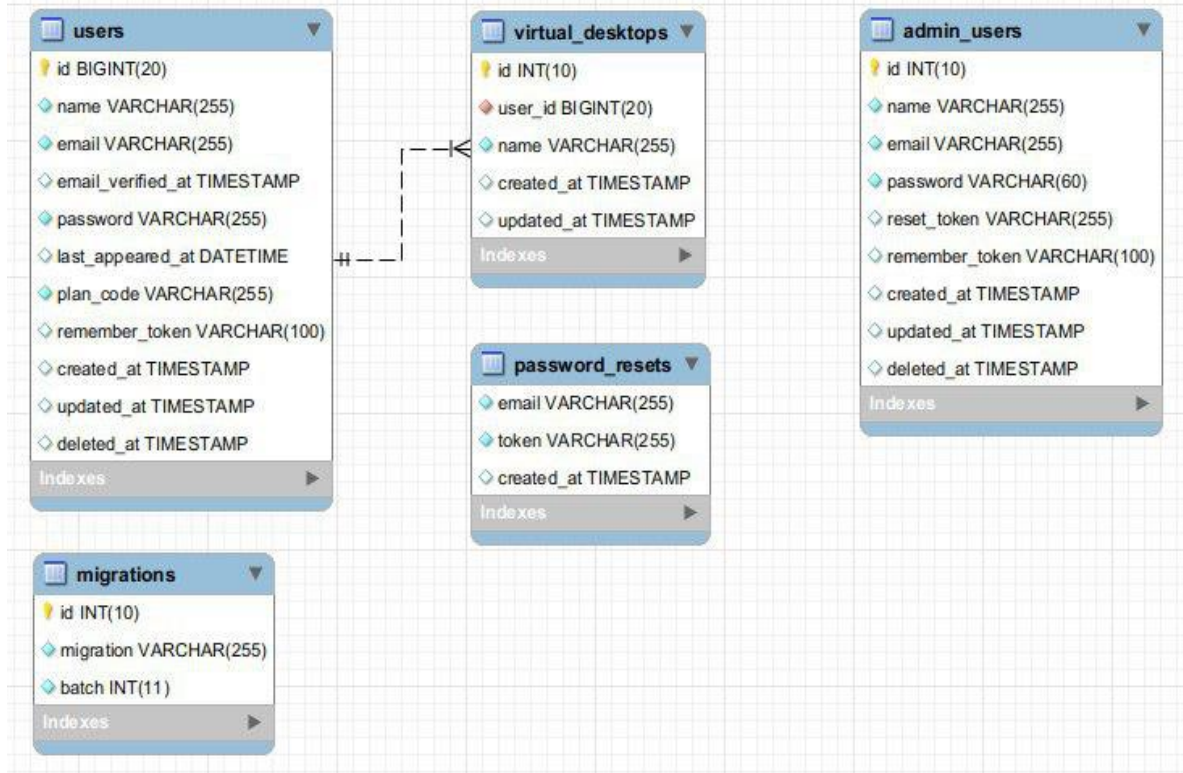 users
id BIGINT(20)
name VARCHAR(255)
email VARCHAR(255)
email_verified_at TIMESTAMP
password VARCHAR(255)
last_appeared_at DATETIME
plan_code VARCHAR(255)
remember_token VARCHAR(100)
created_at TIMESTAMP
updated_at TIMESTAMP
deleted_at TIMESTAMP
Indexes
virtual_desktops
id INT(10)
user_id BIGINT(20)
name VARCHAR(255)
created_at TIMESTAMP
updated_at TIMESTAMP
Indexes
admin_users
id INT(10)
name VARCHAR(255)
email VARCHAR(255)
password VARCHAR(60)
reset_token VARCHAR(255)
remember_token VARCHAR(100)
created_at TIMESTAMP
updated_at TIMESTAMP
deleted_at TIMESTAMP
Indexes
password_resets
email VARCHAR(255)
token VARCHAR(255)
created_at TIMESTAMP
Indexes
migrations
id INT(10)
migration VARCHAR(255)
batch INT(11)
Indexes